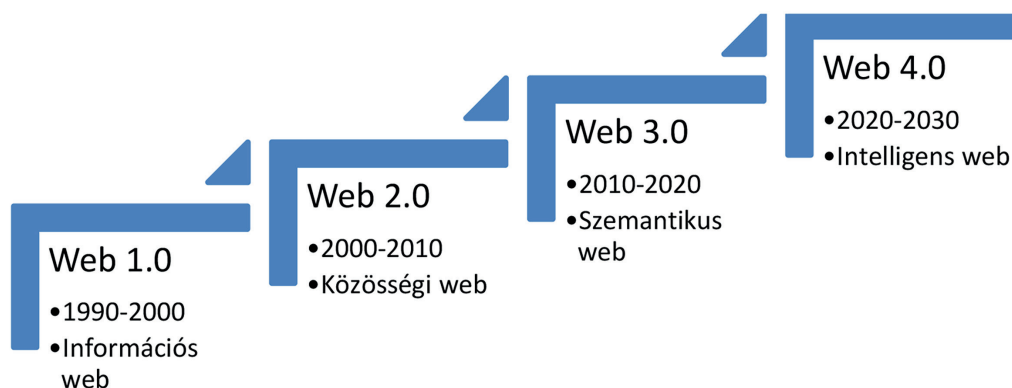 Web 1.0
•1990-2000
•Információs
web
Web 2.0
•2000-2010
•Közösségi web
Web 3.0
•2010-2020
•Szemantikus
web
Web 4.0
•2020-2030
•Intelligens web